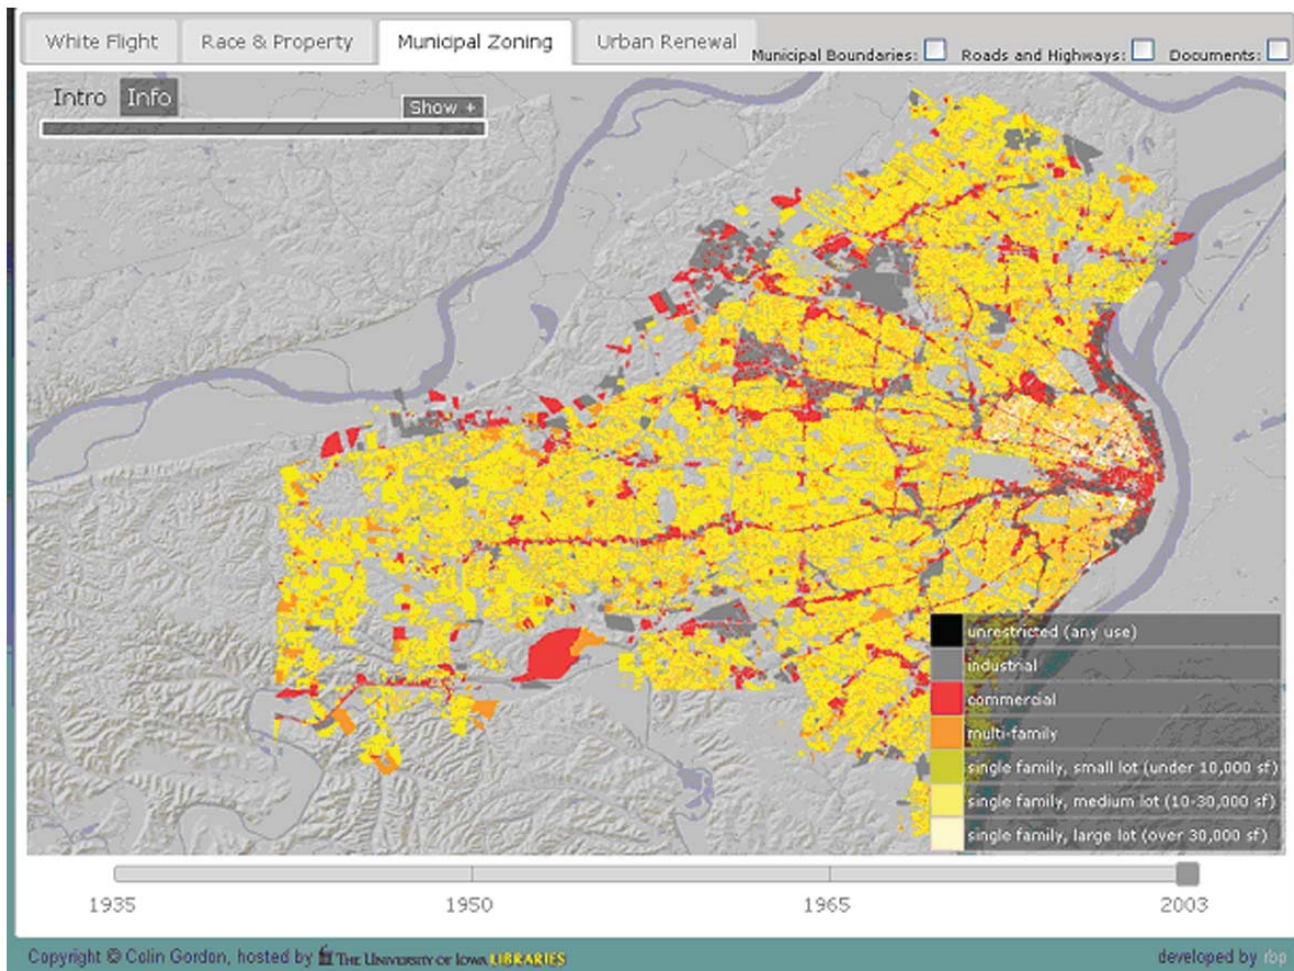 White Flight
Race & Property
Municipal Zoning
Urban Renewal
Municipal Boundaries:
Roads and Highways:
Documents:
Intro
Info
Show +
unrestricted (any use)
industrial
commercial
multi-family
single family, small lot (under 10,000 sf)
single family, medium lot (10-30,000 sf)
single family, large lot (over 30,000 sf)
1935
1950
1965
2003
Copyright © Colin Gordon, hosted by THE UNIVERSITY OF IOWA LIBRARIES
developed by rbp